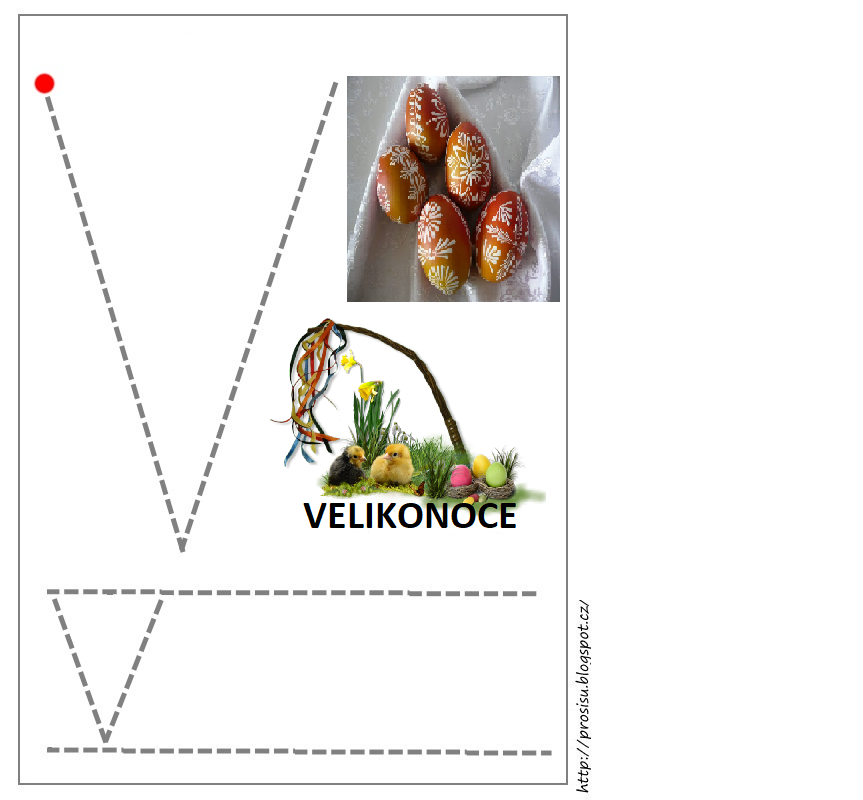 V
VELIKONOCE
V
http://prosisu.blogspot.cz/